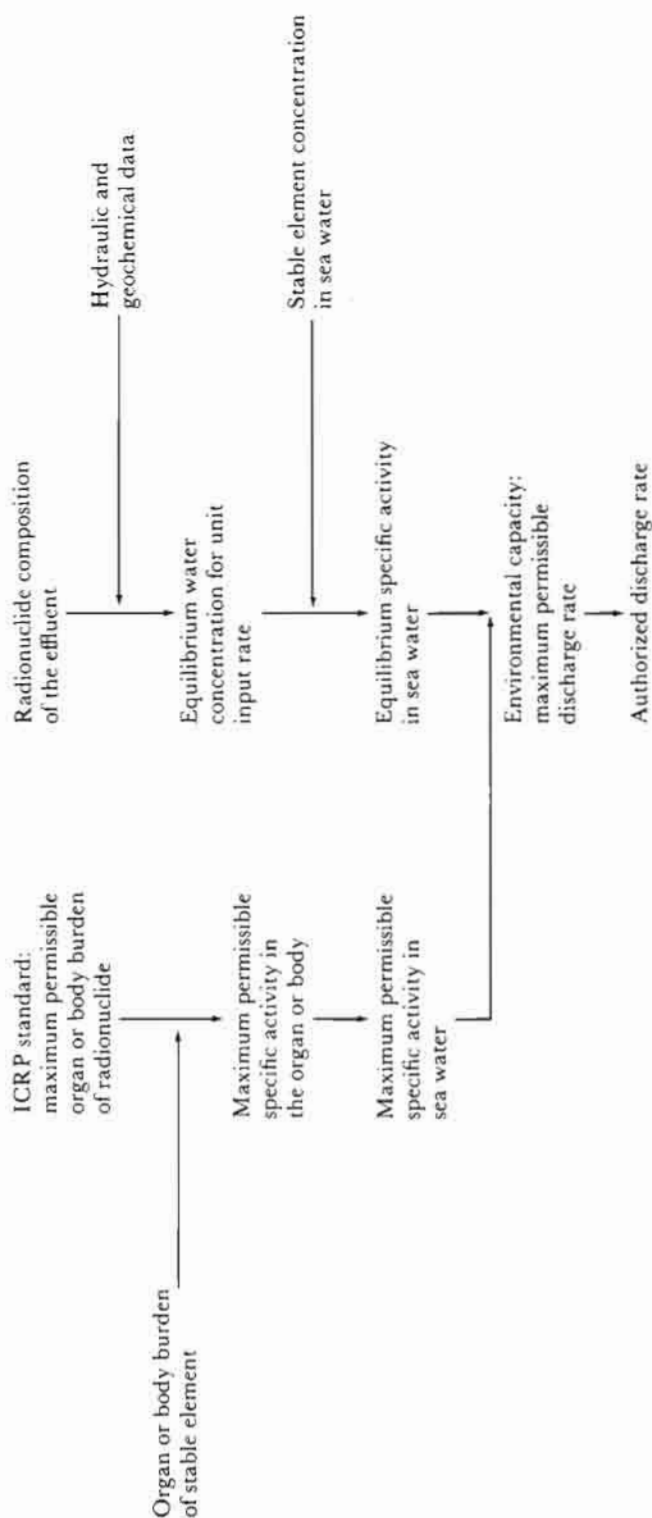 Organ or body burden
of stable element
ICRP standard:
maximum permissible
organ or body burden
of radionuclide
Maximum permissible
specific activity in
the organ or body
Maximum permissible
specific activity in
sea water
Radionuclide composition
of the effluent
Hydraulic and
geochemical data
Equilibrium water
concentration for unit
input rate
Stable element concentration
in sea water
Equilibrium specific activity
in sea water
Environmental capacity:
maximum permissible
discharge rate
Authorized discharge rate